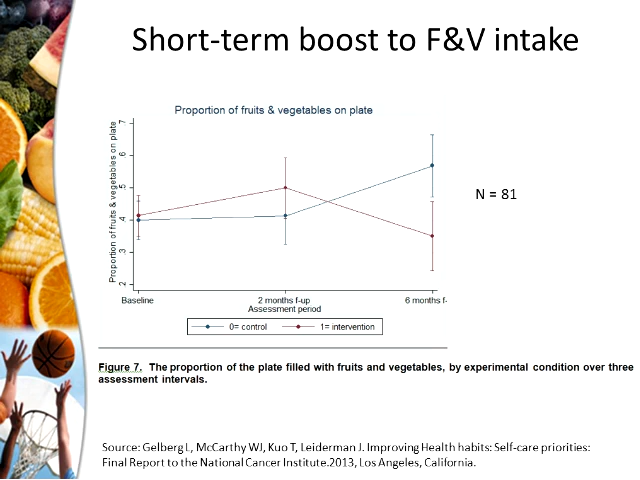 Short-term boost to F&V intake
Proportion of fruits & vegetables on plate
Proportion of fruits & vegetables on plate
.7
.6
.5
.4
.3
.2
N = 81
Baseline
2 months f-up
6 months f-
Assessment period
0= control
1= intervention
Figure 7. The proportion of the plate filled with fruits and vegetables, by experimental condition over three
assessment intervals.
Source: Gelberg L, McCarthy WJ, Kuo T, Leiderman J. Improving Health habits: Self-care priorities:
Final Report to the National Cancer Institute.2013, Los Angeles, California.